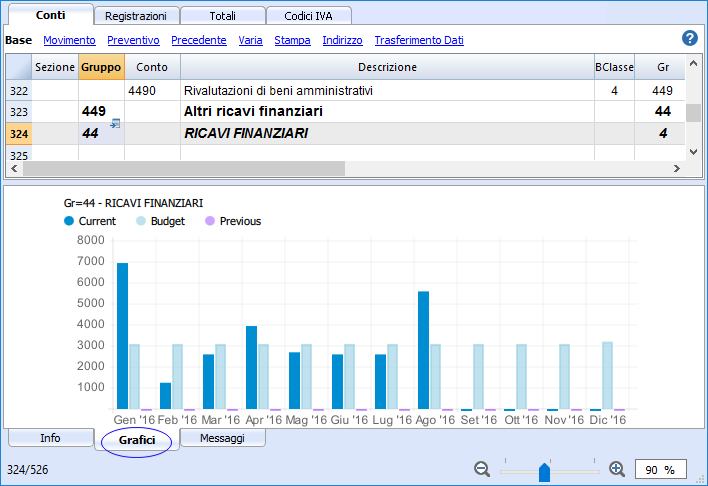 Conti Registrazioni Totali Codici IVA
Base Movimento Preventivo Precedente Varia Stampa Indirizzo Trasferimento Dati ?
Sezione Gruppo Conto Descrizione BClasse Gr
322 4490 Rivalutazioni di beni amministrativi 4 449
323 449 Altri ricavi finanziari 44
324 44 RICAVI FINANZIARI 4
325
Gr=44 - RICAVI FINANZIARI
Current Budget Previous
8000
7000
6000
5000
4000
3000
2000
1000
Gen '16 Feb '16 Mar '16 Apr '16 Mag '16 Giu '16 Lug '16 Ago '16 Set '16 Ott '16 Nov '16 Dic '16
Info Grafici Messaggi
324/526 90 %